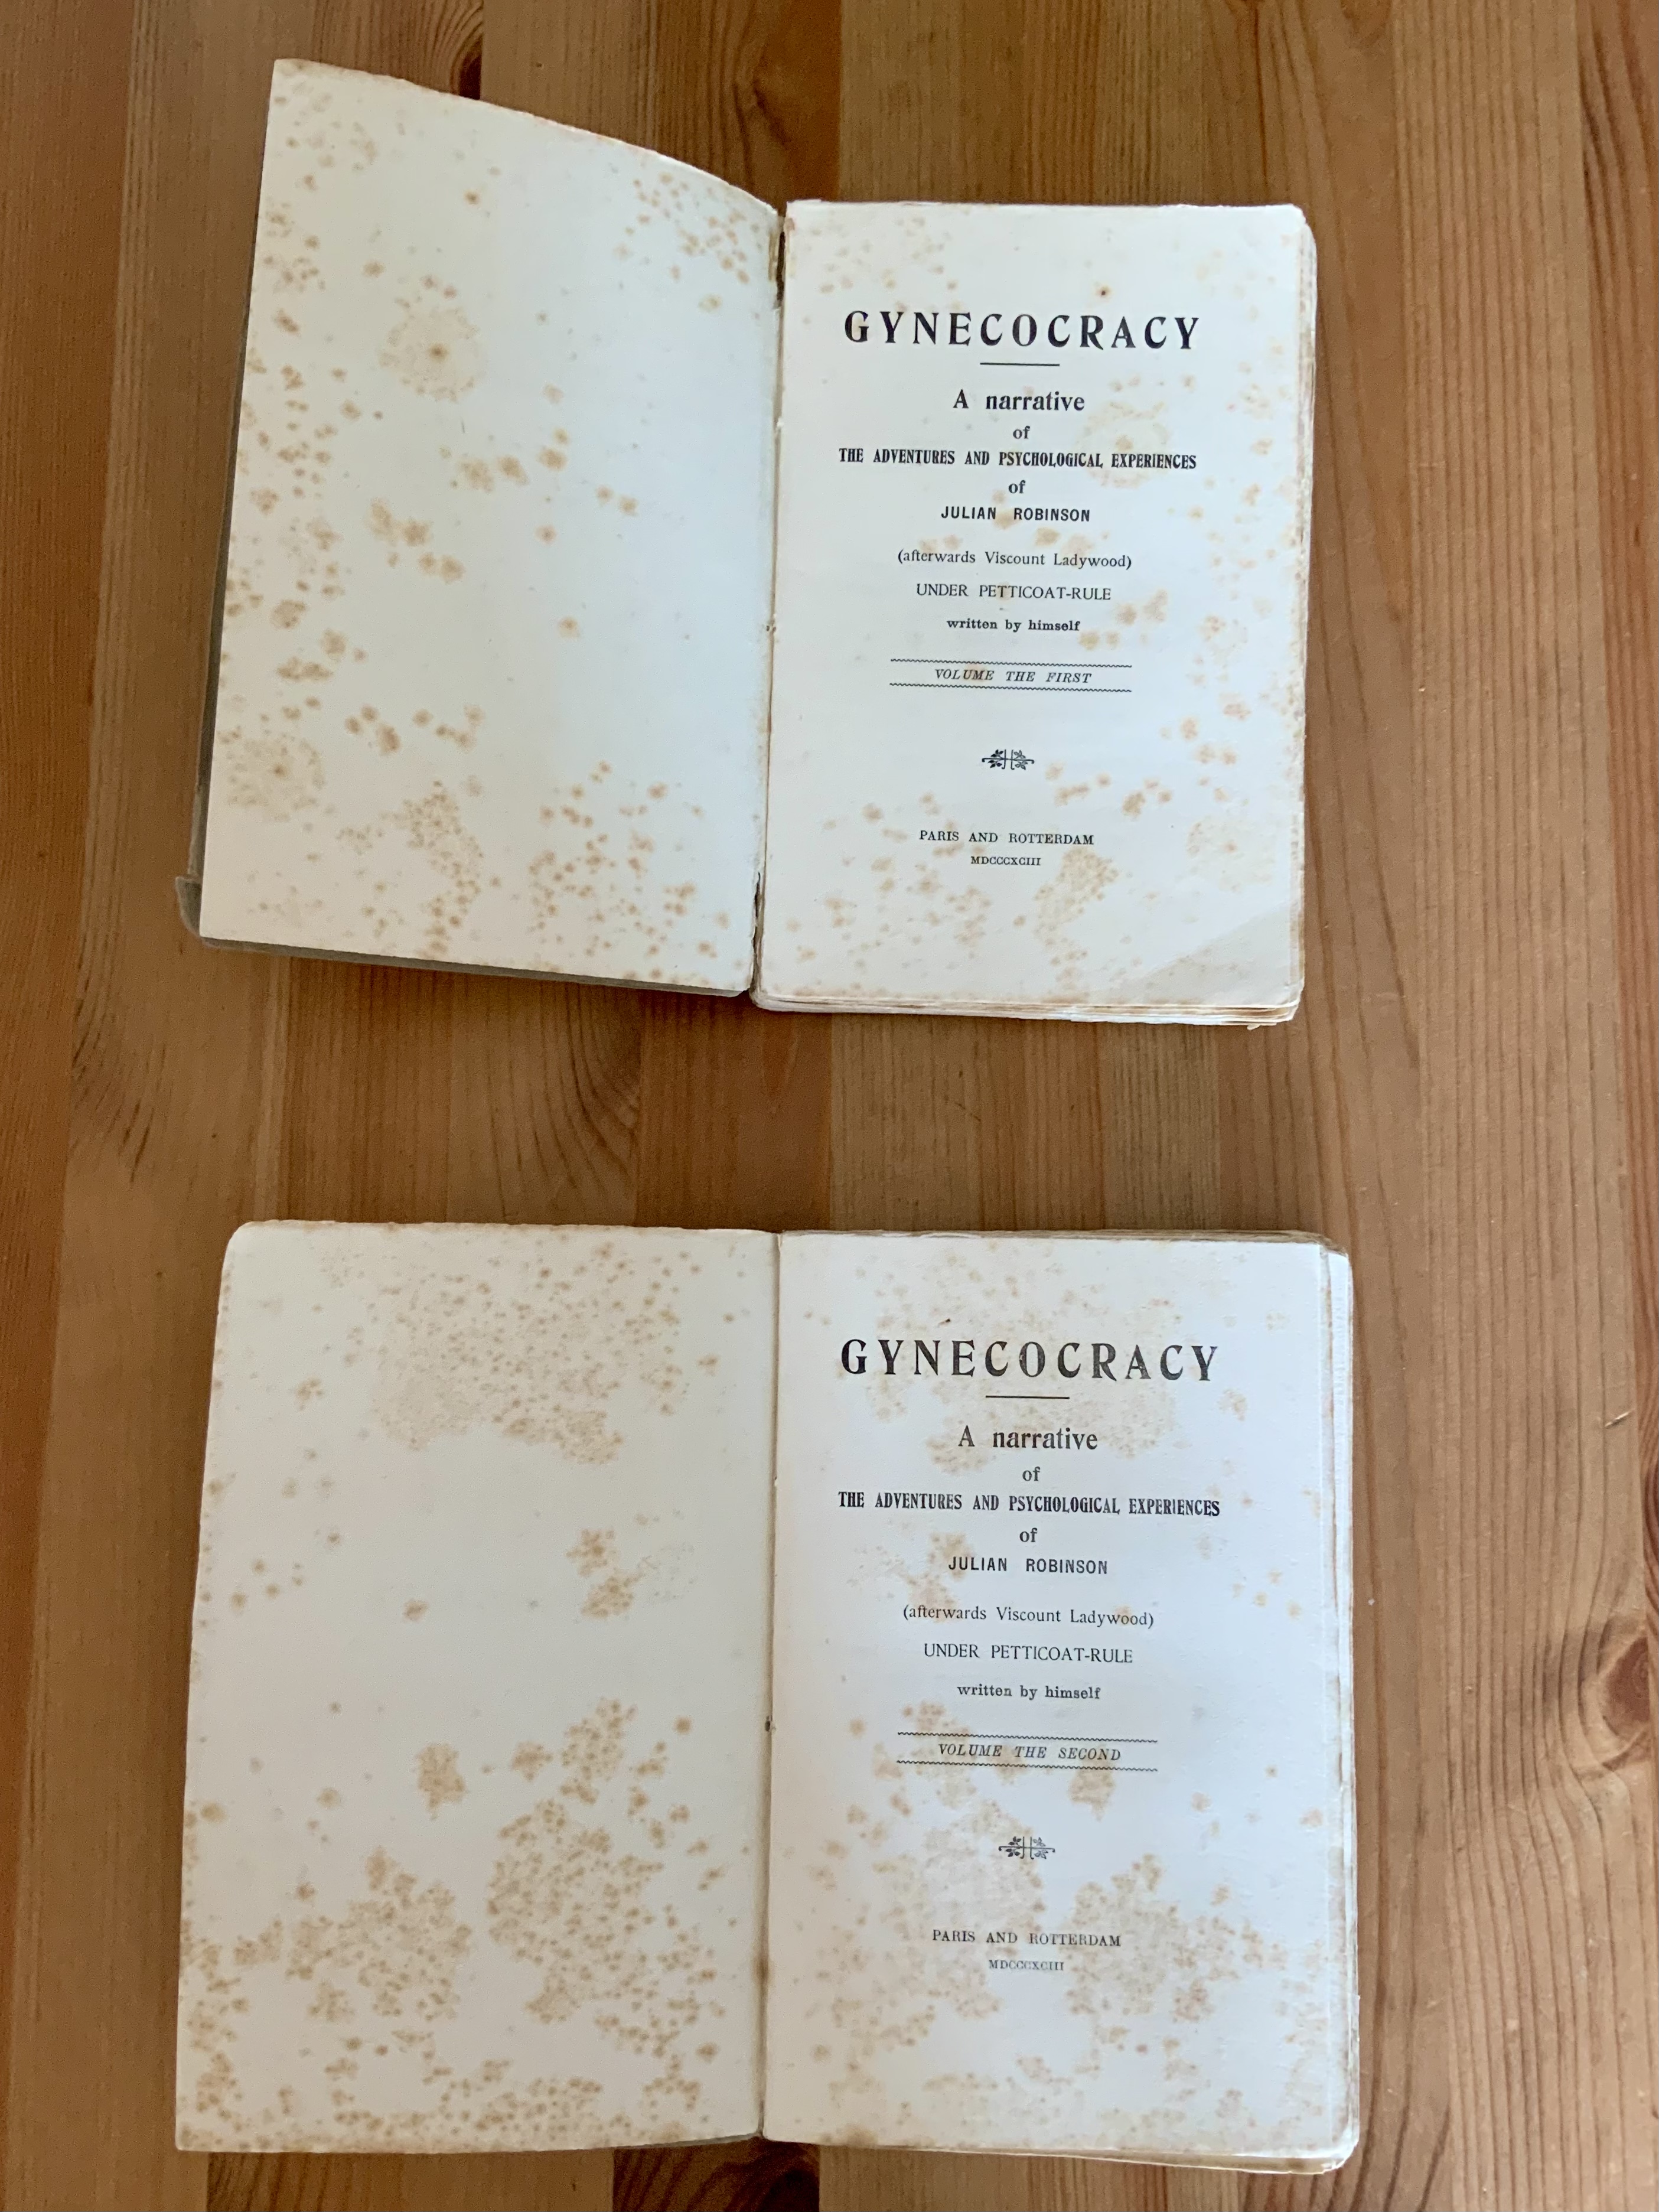 GYNECOCRACY
A narrative
of
THE ADVENTURES AND PSYCHOLOGICAL EXPERIENCES
of
JULIAN ROBINSON
(afterwards Viscount Ladywood)
UNDER PETTICOAT-RULE
written by himself
VOLUME THE FIRST
PARIS AND ROTTERDAM
MDCCCXCIII
GYNECOCRACY
A narrative
of
THE ADVENTURES AND PSYCHOLOGICAL EXPERIENCES
of
JULIAN ROBINSON
(afterwards Viscount Ladywood)
UNDER PETTICOAT-RULE
written by himself
VOLUME THE SECOND
PARIS AND ROTTERDAM
MDCCCXCIII